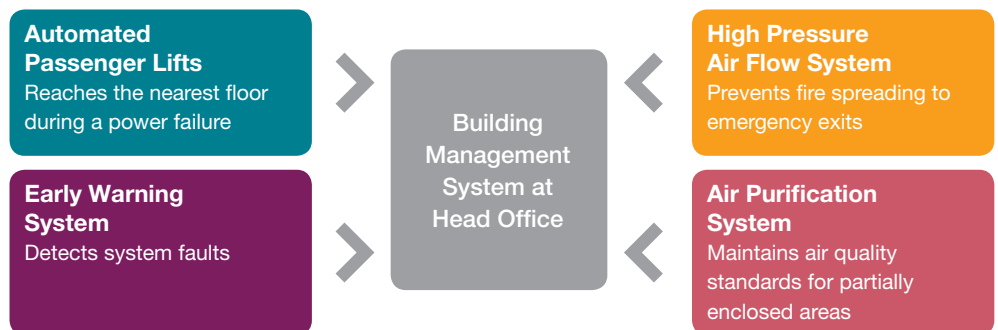 Automated
Passenger Lifts
Reaches the nearest floor
during a power failure
Early Warning
System
Detects system faults
Building
Management
System at
Head Office
High Pressure
Air Flow System
Prevents fire spreading to
emergency exits
Air Purification
System
Maintains air quality
standards for partially
enclosed areas